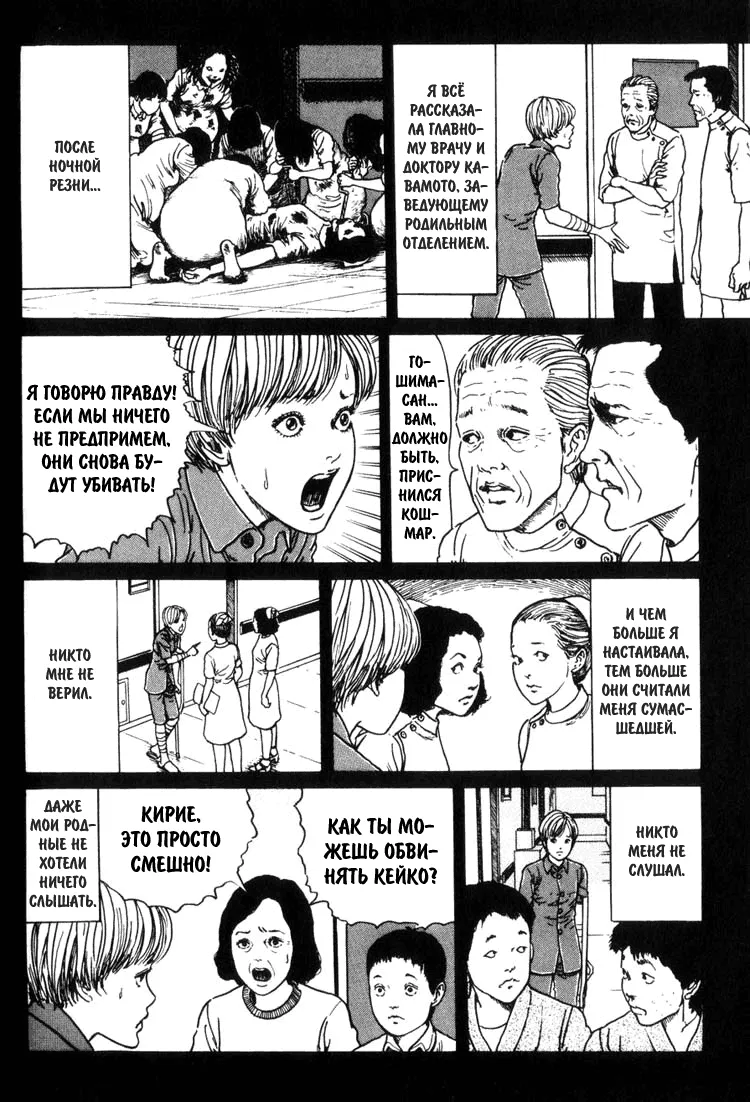 ПОСЛЕ
НОЧНОЙ
РЕЗНИ...
Я ВСЁ
РАССКАЗА-
ЛА ГЛАВНО-
МУ ВРАЧУ И
ДОКТОРУ КА-
ВАМОТО, ЗА-
ВЕДУЮЩЕМУ
РОДИЛЬНЫМ
ОТДЕЛЕНИЕМ.
Я ГОВОРЮ ПРАВДУ!
ЕСЛИ МЫ НИЧЕГО
НЕ ПРЕДПРИМЕМ,
ОНИ СНОВА БУ-
ДУТ УБИВАТЬ!
ГО-
ШИМА-
САН...
ВАМ,
ДОЛЖНО
БЫТЬ,
ПРИС-
НИЛСЯ
КОШ-
МАР.
НИКТО
МНЕ НЕ
ВЕРИЛ.
И ЧЕМ
БОЛЬШЕ Я
НАСТАИВАЛА,
ТЕМ БОЛЬШЕ
ОНИ СЧИТАЛИ
МЕНЯ СУМАС-
ШЕДШЕЙ.
ДАЖЕ
МОИ РОД-
НЫЕ НЕ
ХОТЕЛИ
НИЧЕГО
СЛЫШАТЬ.
КИРИЕ,
ЭТО ПРОСТО
СМЕШНО!
КАК ТЫ МО-
ЖЕШЬ ОБВИ-
НЯТЬ КЕЙКО?
НИКТО
МЕНЯ НЕ
СЛУШАЛ.